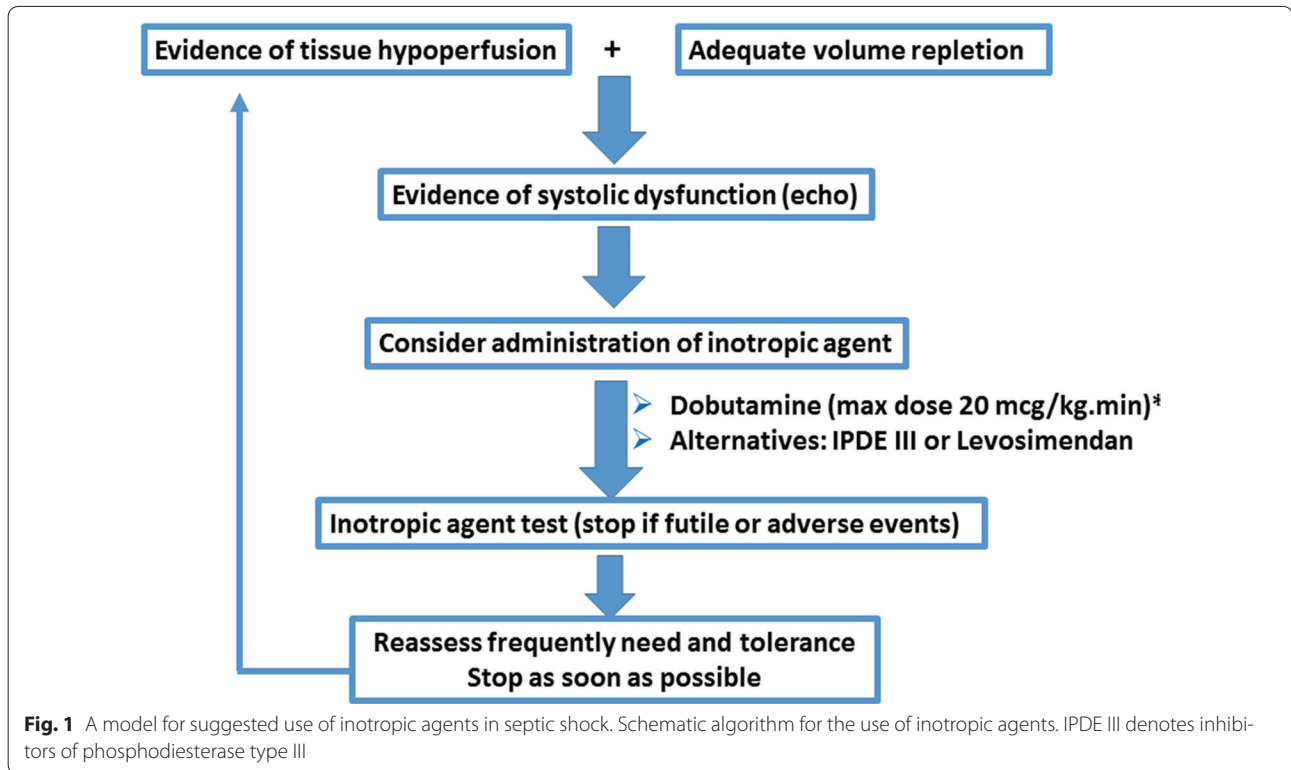 Evidence of tissue hypoperfusion + Adequate volume repletion
Evidence of systolic dysfunction (echo)
Consider administration of inotropic agent
➢ Dobutamine (max dose 20 mcg/kg.min)*
➢ Alternatives: IPDE III or Levosimendan
Inotropic agent test (stop if futile or adverse events)
Reassess frequently need and tolerance
Stop as soon as possible
Fig. 1 A model for suggested use of inotropic agents in septic shock. Schematic algorithm for the use of inotropic agents. IPDE III denotes inhibi-
tors of phosphodiesterase type III